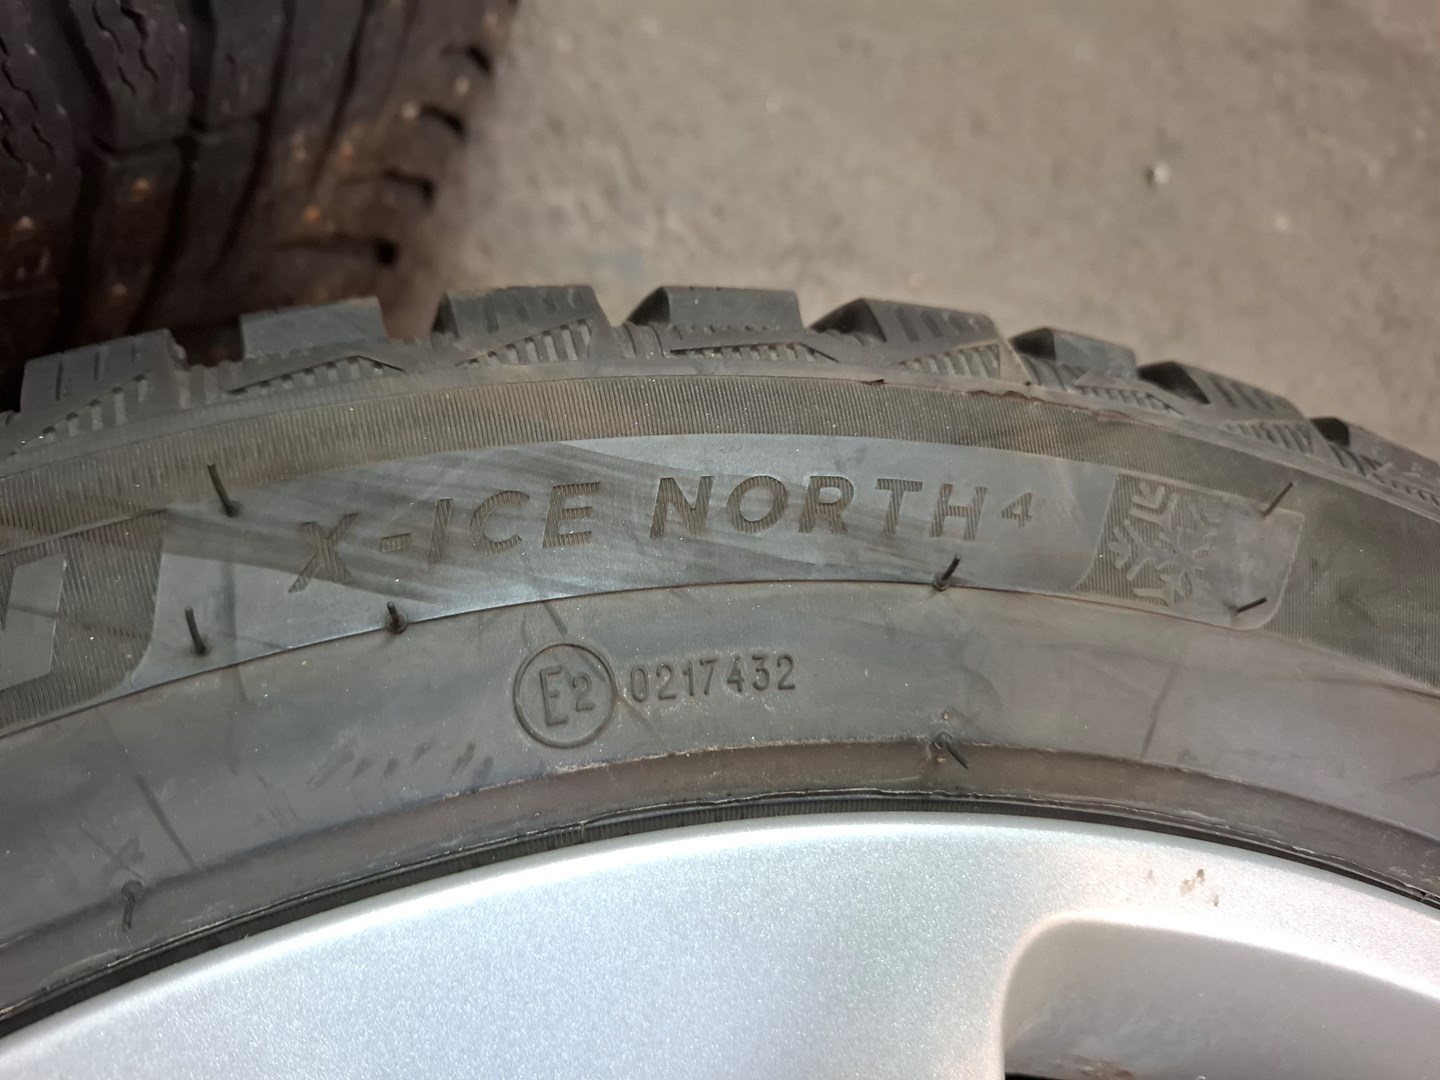 X-ICE NORTH⁴
E2 0217432